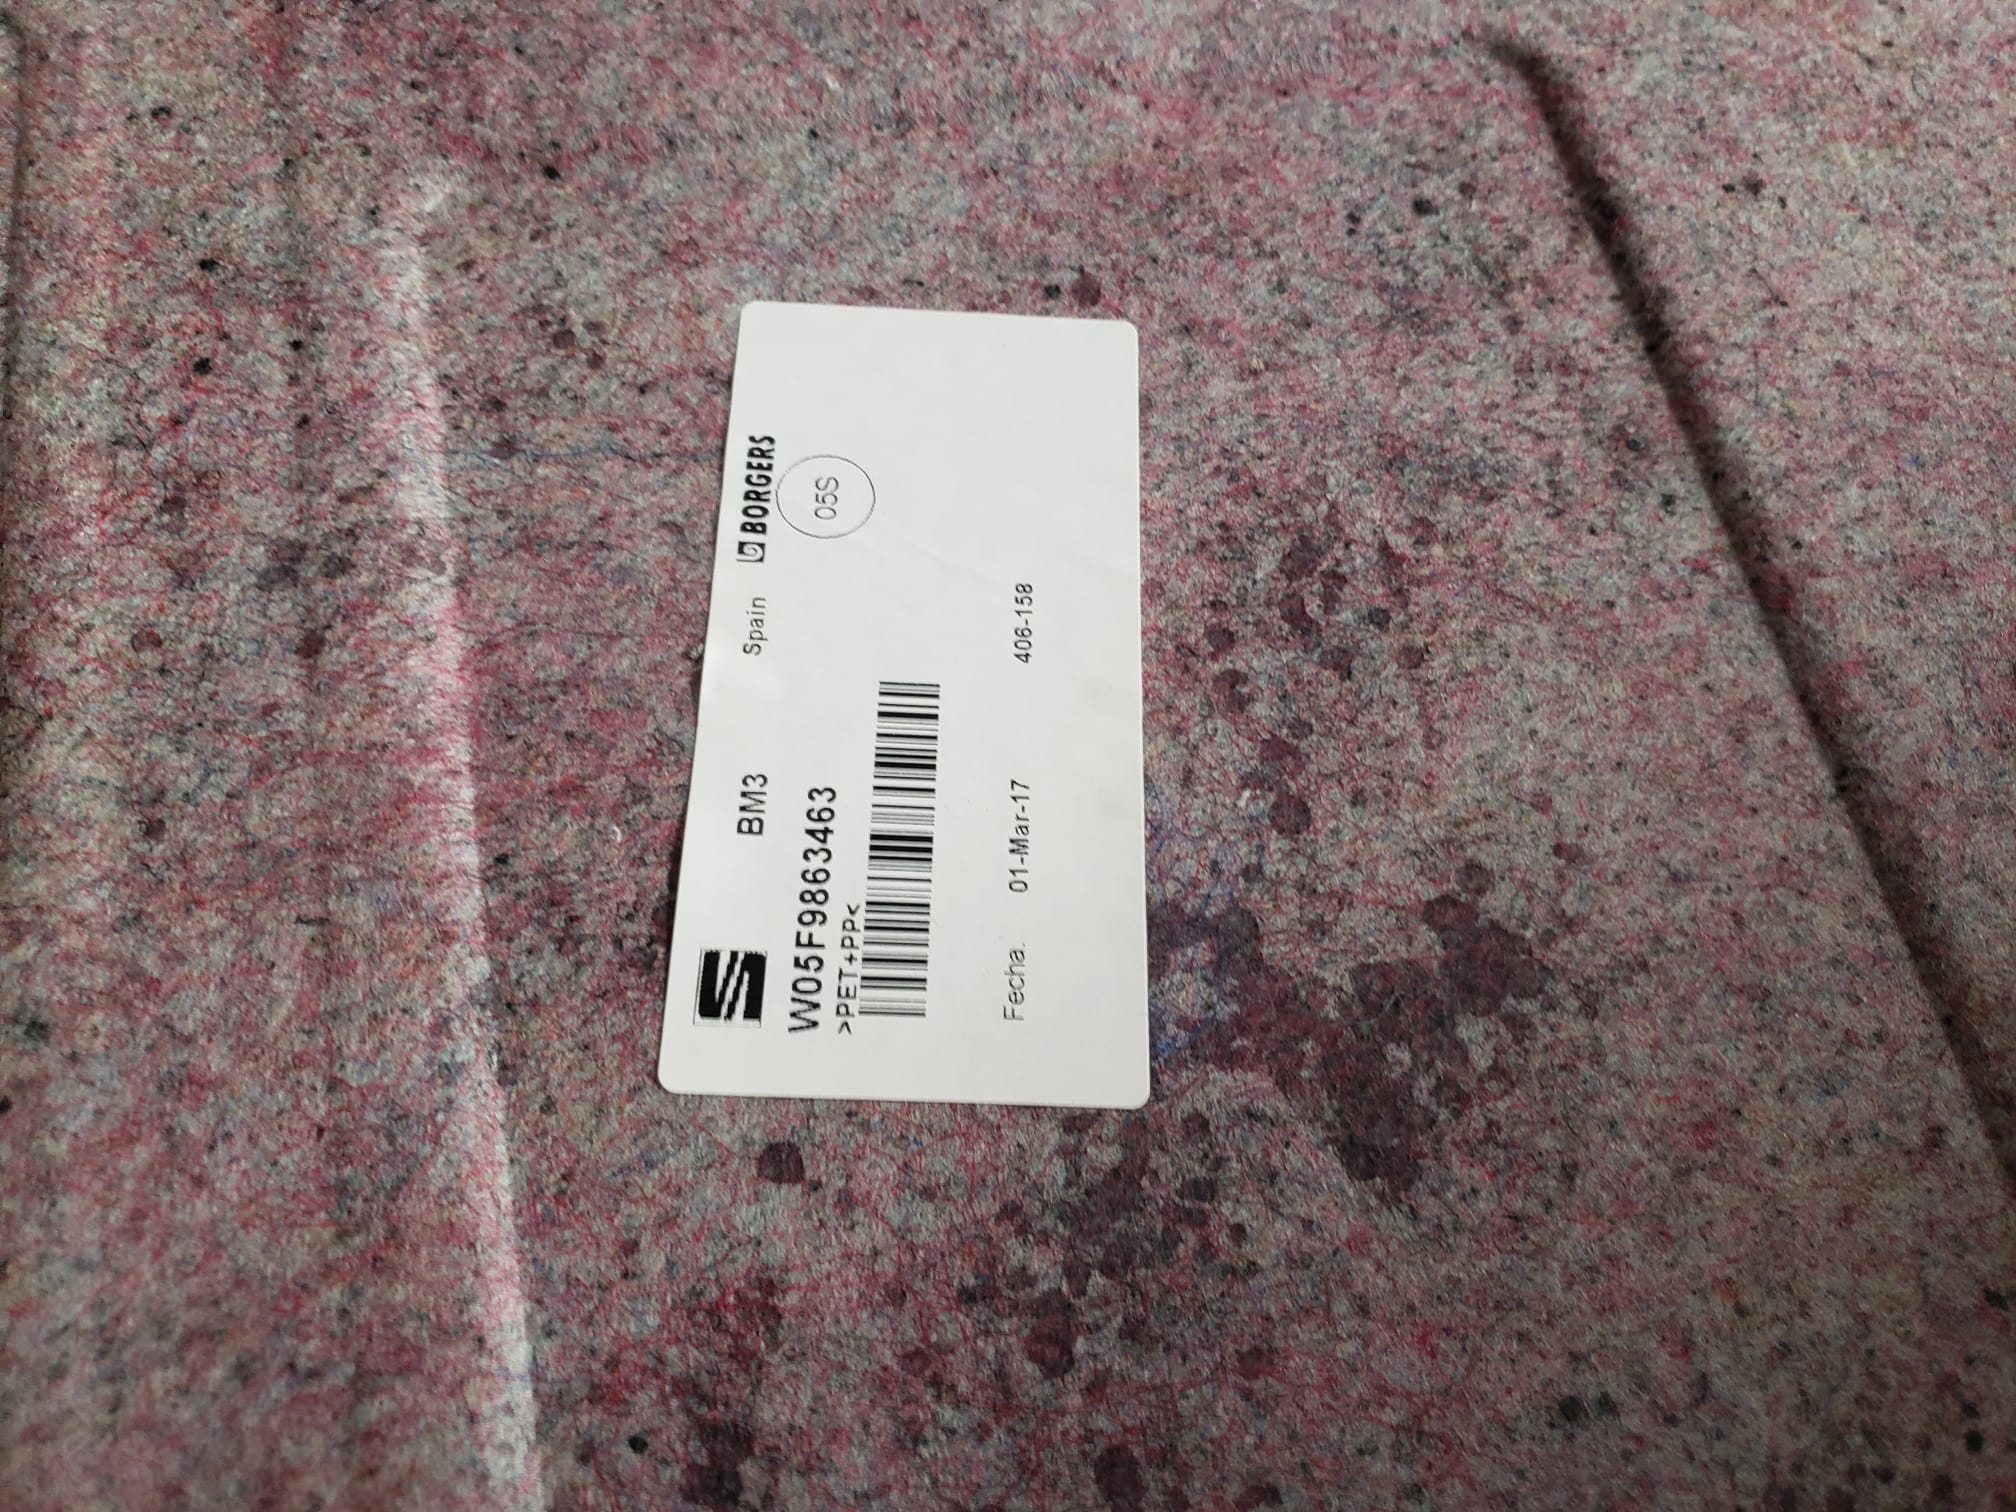 BM3 Spain BORGERS
W05F9863463 05S
>PET+PP<
Fecha. 01-Mar-17 406-158